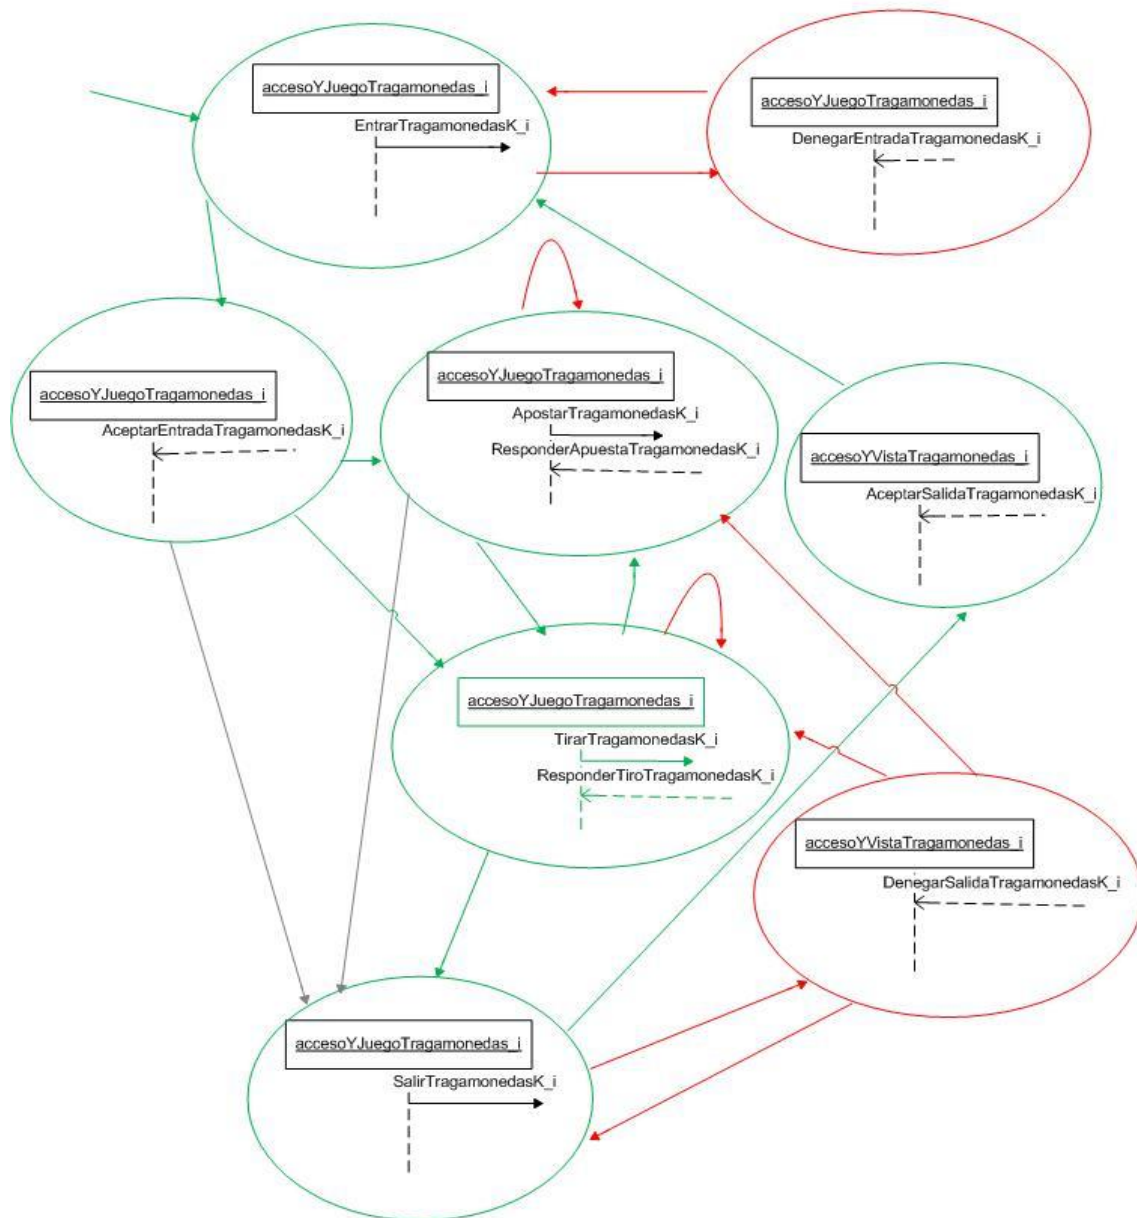 accesoYJuegoTragamonedas_i
EntrarTragamonedasK_i
accesoYJuegoTragamonedas_i
DenegarEntradaTragamonedasK_i
accesoYJuegoTragamonedas_i
AceptarEntradaTragamonedasK_i
accesoYJuegoTragamonedas_i
ApostarTragamonedasK_i
ResponderApuestaTragamonedasK_i
accesoYVistaTragamonedas_i
AceptarSalidaTragamonedasK_i
accesoYJuegoTragamonedas_i
TirarTragamonedasK_i
ResponderTiroTragamonedasK_i
accesoYVistaTragamonedas_i
DenegarSalidaTragamonedasK_i
accesoYJuegoTragamonedas_i
SalirTragamonedasK_i